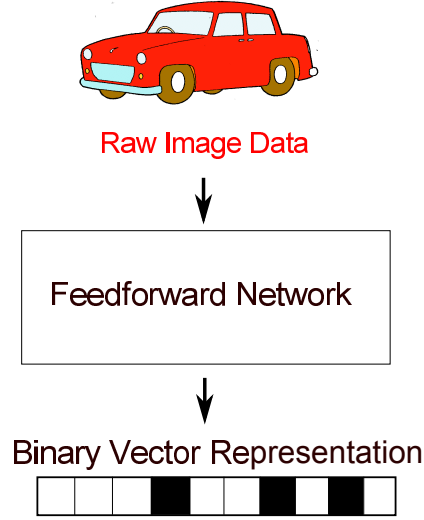 Raw Image Data
Feedforward Network
Binary Vector Representation